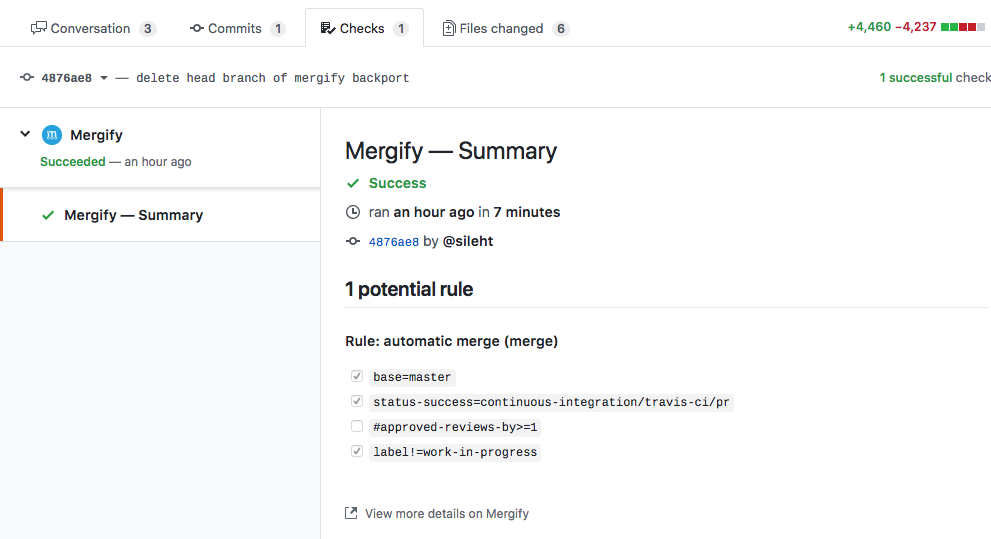 Conversation 3 Commits 1 Checks 1 Files changed 6 +4,460 −4,237
4876ae8 — delete head branch of mergify backport 1 successful check
Mergify
Succeeded — an hour ago
Mergify — Summary
Mergify — Summary
Success
ran an hour ago in 7 minutes
4876ae8 by @sileht
1 potential rule
Rule: automatic merge (merge)
base=master
status-success=continuous-integration/travis-ci/pr
#approved-reviews-by>=1
label!=work-in-progress
View more details on Mergify